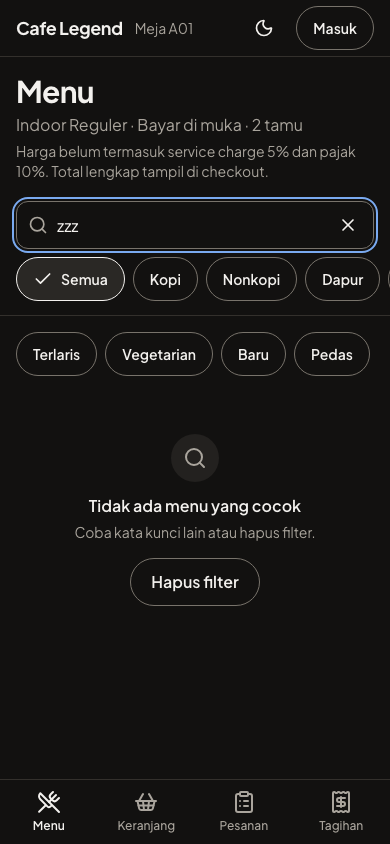 Cafe Legend Meja A01 Masuk
Menu
Indoor Reguler · Bayar di muka · 2 tamu
Harga belum termasuk service charge 5% dan pajak
10%. Total lengkap tampil di checkout.
zzz
Semua Kopi Nonkopi Dapur
Terlaris Vegetarian Baru Pedas
Tidak ada menu yang cocok
Coba kata kunci lain atau hapus filter.
Hapus filter
Menu Keranjang Pesanan Tagihan